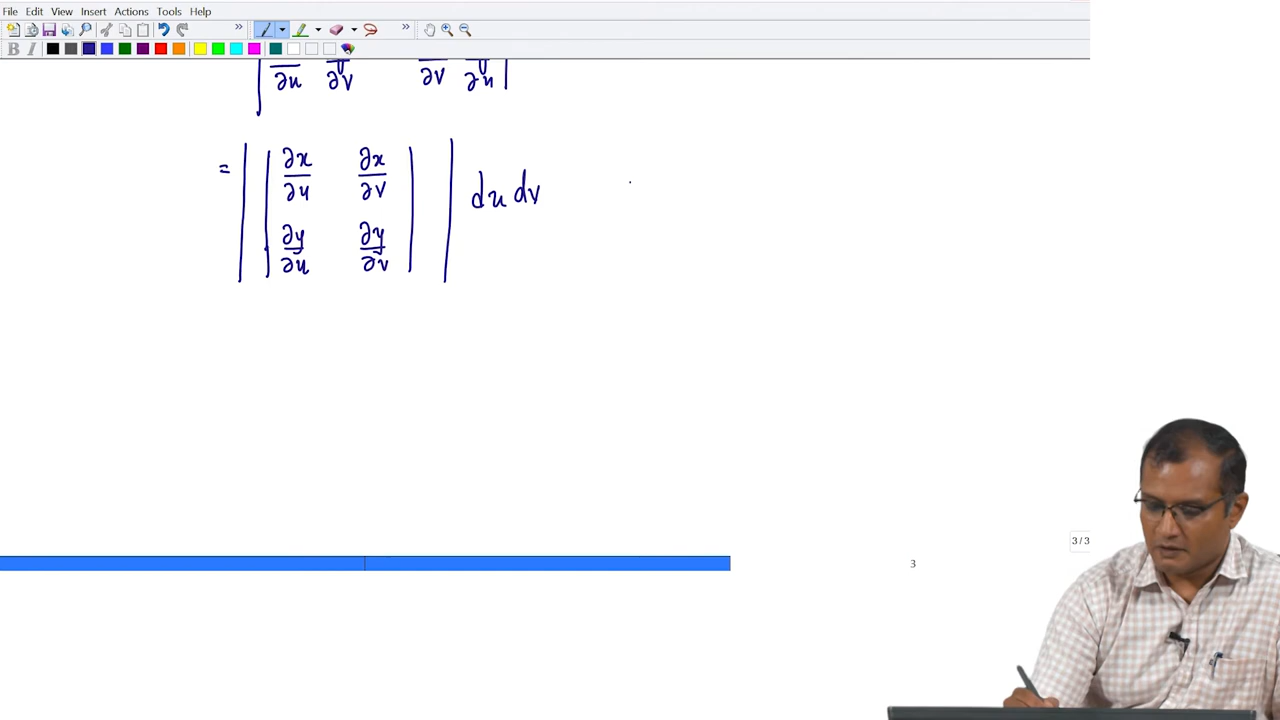 File Edit View Insert Actions Tools Help
» »
B I
∂u ∂v ∂v ∂u
= | | ∂x/∂u ∂x/∂v | | du dv
∂y/∂u ∂y/∂v
3 / 3
3